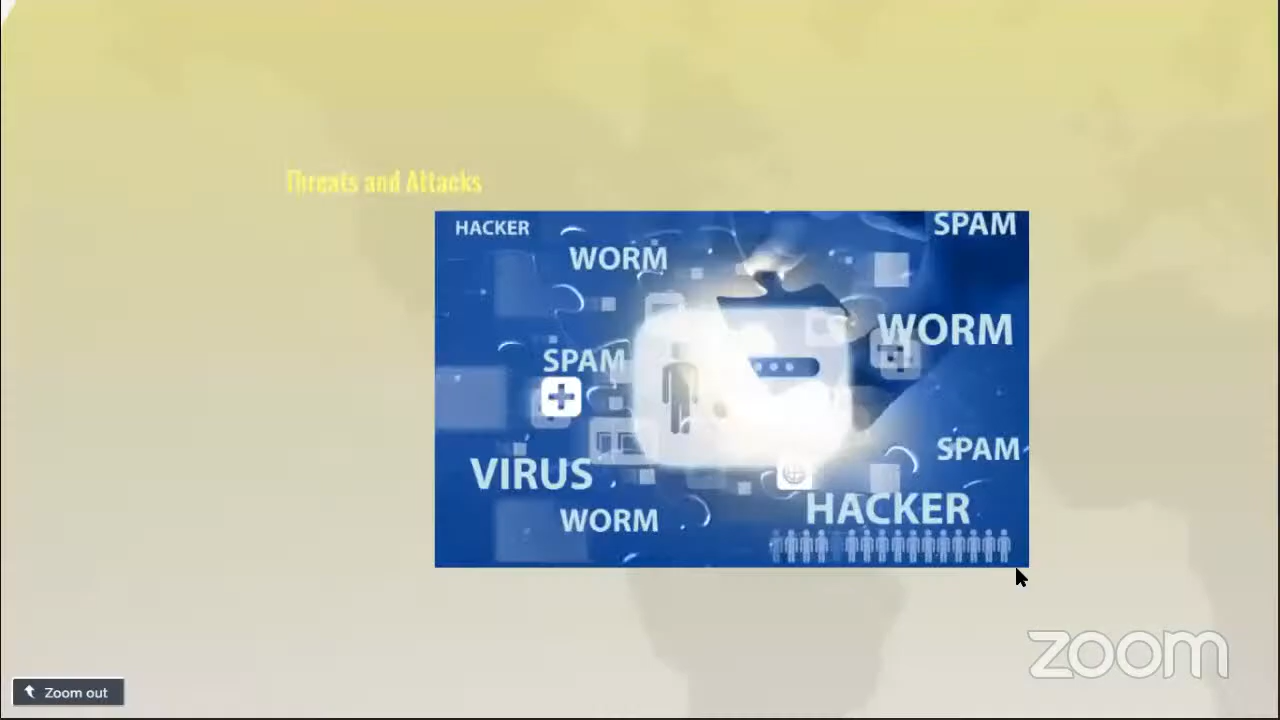 Threats and Attacks
HACKER
SPAM
WORM
WORM
SPAM
SPAM
VIRUS
HACKER
WORM
zoom
Zoom out